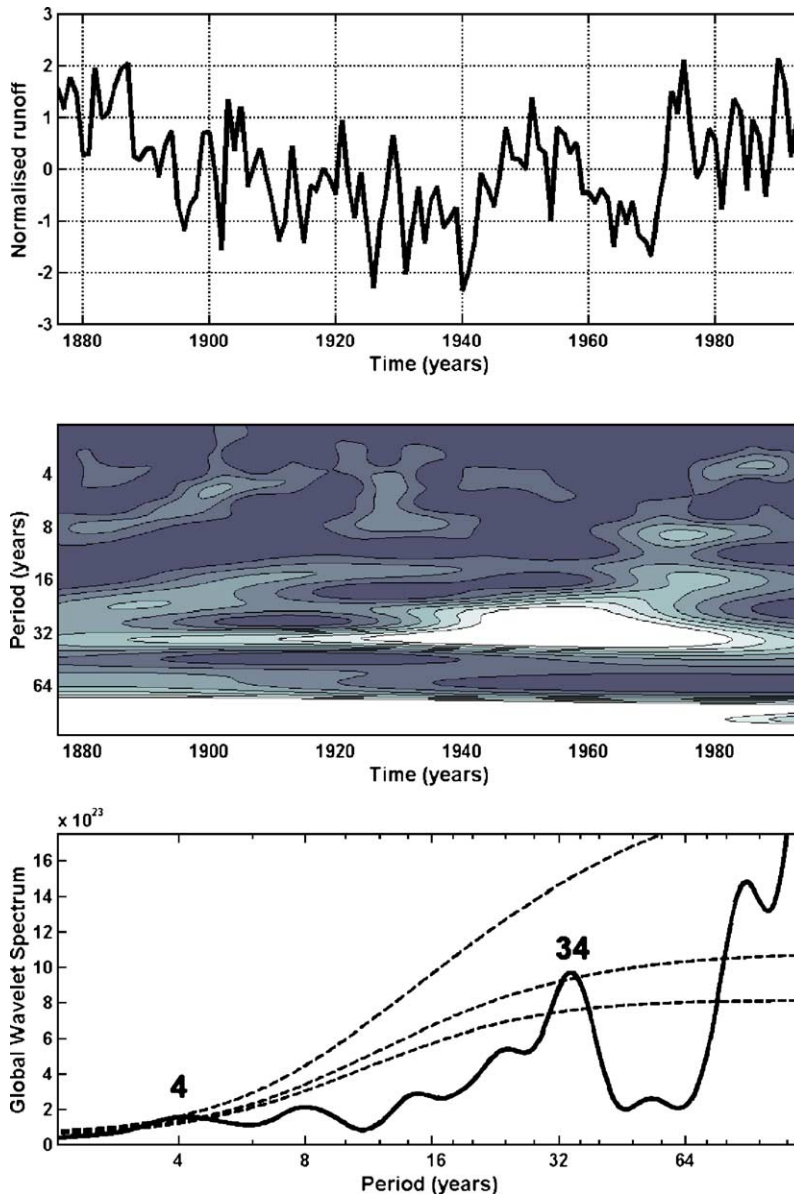 3
2
1
0
-1
-2
-3
Normalised runoff
1880 1900 1920 1940 1960 1980
Time (years)
4
8
16
32
64
Period (years)
1880 1900 1920 1940 1960 1980
Time (years)
x 10²³
16
14
12
10
8
6
4
2
0
Global Wavelet Spectrum
4
34
4 8 16 32 64
Period (years)